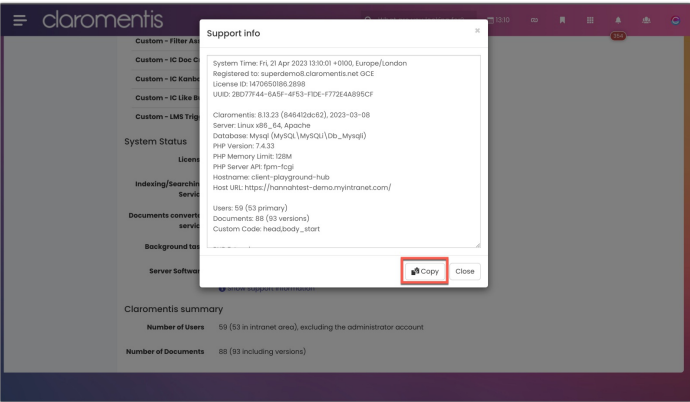 claromentis
13:10
254
Custom - Filter As
Custom - IC Doc C
Custom - IC Kanb
Custom - IC Like B
Custom - LMS Trig
System Status
Licens
Indexing/Searchin
Servic
Documents converte
servic
Background tas
Server Softwar
Support info
×
System Time: Fri, 21 Apr 2023 13:10:01 +0100, Europe/London
Registered to: superdemo8.claromentis.net GCE
License ID: 1470650186.2898
UUID: 2BD77F44-6A5F-4F53-F1DE-F772E4A895CF
Claromentis: 8.13.23 (846412dc62), 2023-03-08
Server: Linux x86_64, Apache
Database: Mysql (MySQL\MySQLi\Db_Mysqli)
PHP Version: 7.4.33
PHP Memory Limit: 128M
PHP Server API: fpm-fcgi
Hostname: client-playground-hub
Host URL: https://hannahtest-demo.myintranet.com/
Users: 59 (53 primary)
Documents: 88 (93 versions)
Custom Code: head,body_start
Copy
Close
Show support information
Claromentis summary
Number of Users 59 (53 in intranet area), excluding the administrator account
Number of Documents 88 (93 including versions)